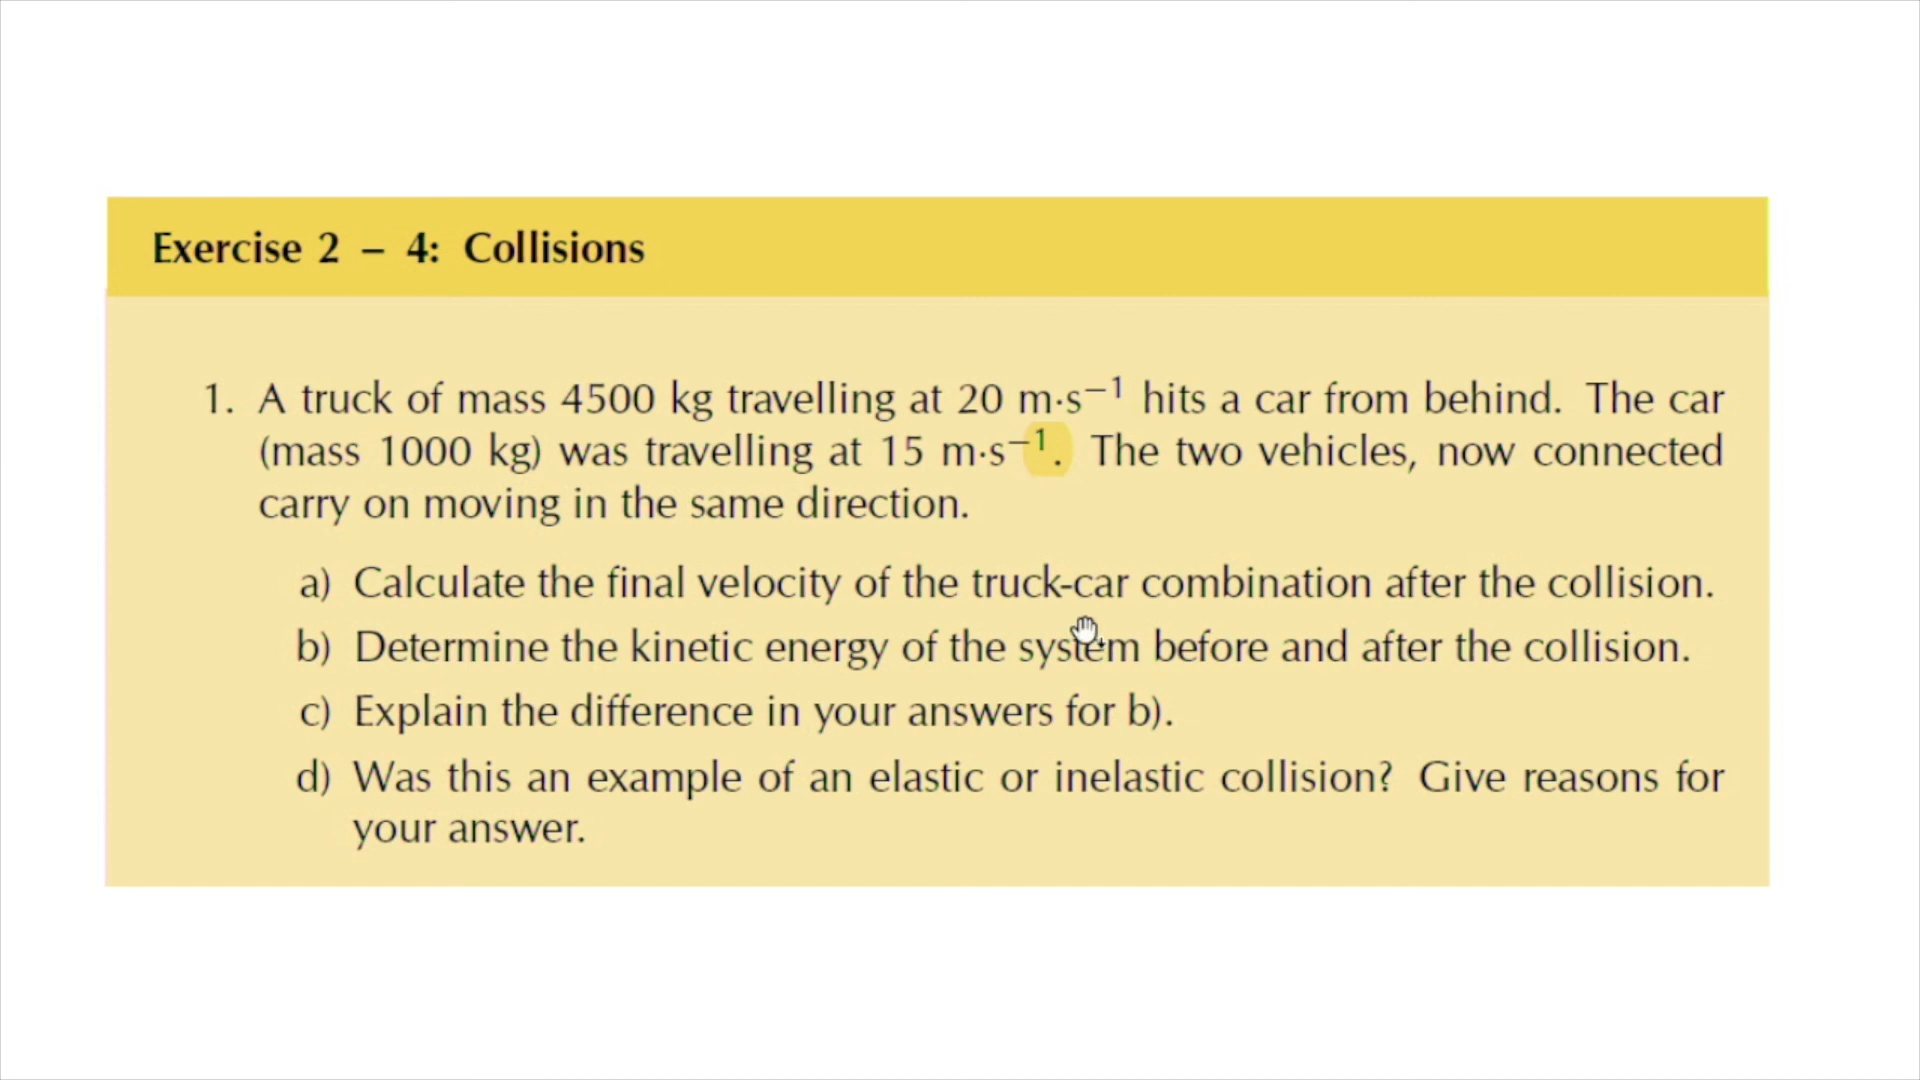 Exercise 2 – 4: Collisions
1. A truck of mass 4500 kg travelling at 20 m·s⁻¹ hits a car from behind. The car
(mass 1000 kg) was travelling at 15 m·s⁻¹. The two vehicles, now connected
carry on moving in the same direction.
a) Calculate the final velocity of the truck-car combination after the collision.
b) Determine the kinetic energy of the system before and after the collision.
c) Explain the difference in your answers for b).
d) Was this an example of an elastic or inelastic collision? Give reasons for
your answer.